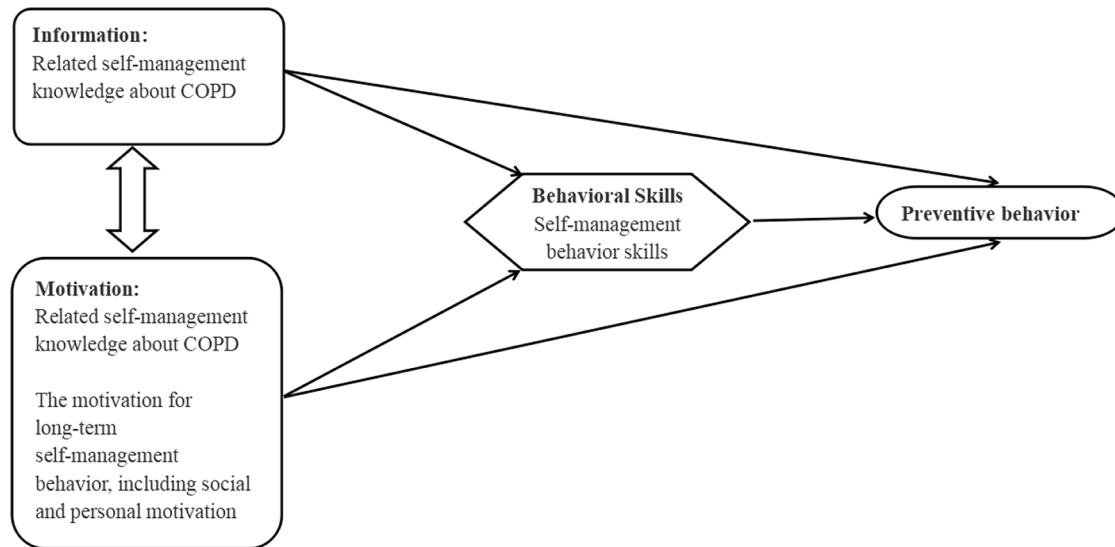 Information:
Related self-management
knowledge about COPD
Motivation:
Related self-management
knowledge about COPD
The motivation for
long-term
self-management
behavior, including social
and personal motivation
Behavioral Skills
Self-management
behavior skills
Preventive behavior